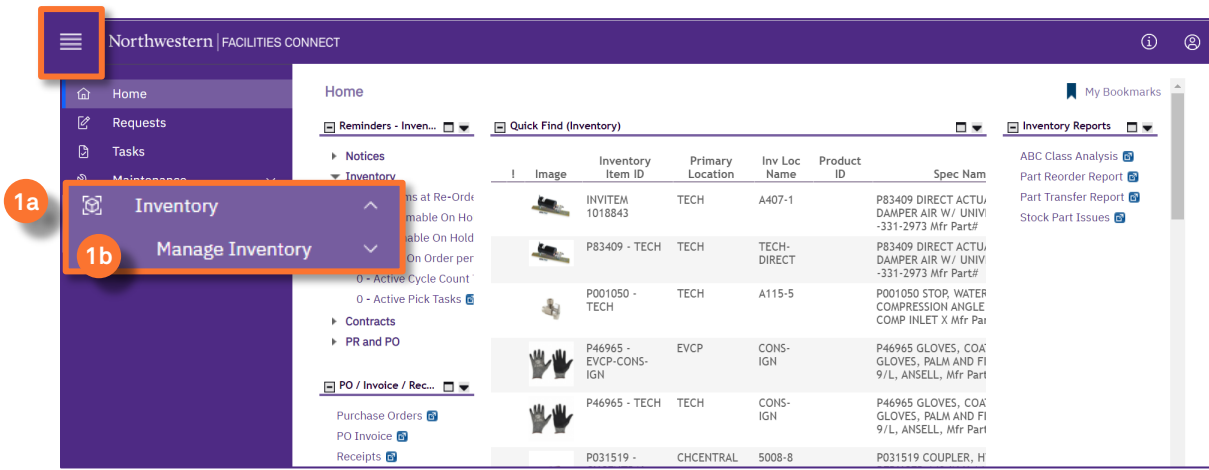 Northwestern | FACILITIES CONNECT
Home
Requests
Tasks
Maintenance
1a
Inventory
1b
Manage Inventory
Home
My Bookmarks
Reminders - Inven...
Notices
Inventory
ms at Re-Orde
mable On Ho
able On Hold
On Order per
0 - Active Cycle Count
0 - Active Pick Tasks
Contracts
PR and PO
PO / Invoice / Rec...
Purchase Orders
PO Invoice
Receipts
Quick Find (Inventory)
! Image Inventory Item ID Primary Location Inv Loc Name Product ID Spec Nam
INVITEM TECH A407-1 P83409 DIRECT ACTU
1018843 DAMPER AIR W/ UNIV
-331-2973 Mfr Part#
P83409 - TECH TECH TECH- P83409 DIRECT ACTU
DIRECT DAMPER AIR W/ UNIV
-331-2973 Mfr Part#
P001050 - TECH A115-5 P001050 STOP, WATER
TECH COMPRESSION ANGLE
COMP INLET X Mfr Par
P46965 - EVCP CONS- P46965 GLOVES, COA
EVCP-CONS- IGN GLOVES, PALM AND FI
IGN 9/L, ANSELL, Mfr Part
P46965 - TECH TECH CONS- P46965 GLOVES, COA
IGN GLOVES, PALM AND FI
9/L, ANSELL, Mfr Part
P031519 - CHCENTRAL 5008-8 P031519 COUPLER, H
Inventory Reports
ABC Class Analysis
Part Reorder Report
Part Transfer Report
Stock Part Issues